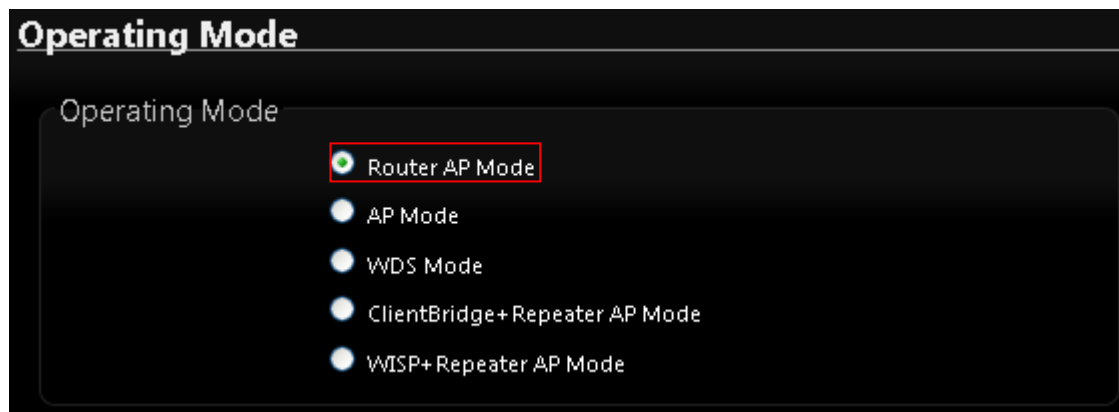 Operating Mode
Operating Mode
Router AP Mode
AP Mode
WDS Mode
ClientBridge+Repeater AP Mode
WISP+Repeater AP Mode